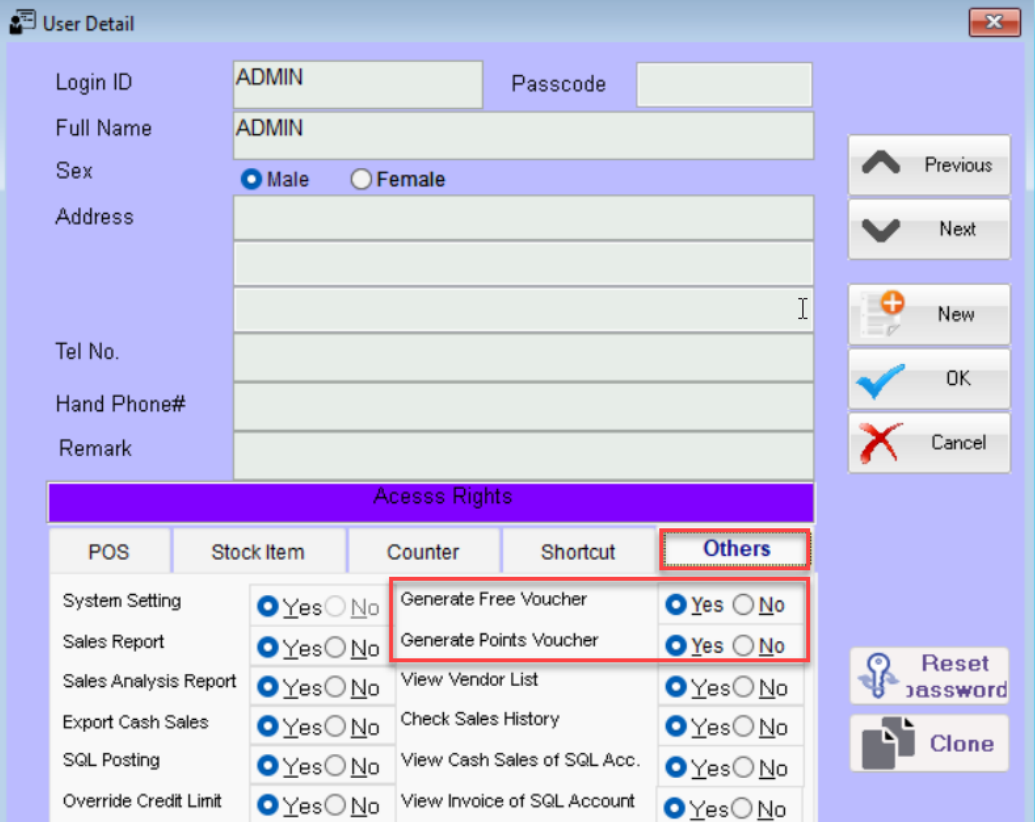 User Detail
Login ID ADMIN Passcode
Full Name ADMIN
Sex Male Female
Previous
Address
Next
New
Tel No.
OK
Hand Phone#
Cancel
Remark
Acesss Rights
POS Stock Item Counter Shortcut Others
System Setting Yes No Generate Free Voucher Yes No
Sales Report Yes No Generate Points Voucher Yes No
Sales Analysis Report Yes No View Vendor List Yes No
Export Cash Sales Yes No Check Sales History Yes No
SQL Posting Yes No View Cash Sales of SQL Acc. Yes No
Override Credit Limit Yes No View Invoice of SQL Account Yes No
Reset
password
Clone